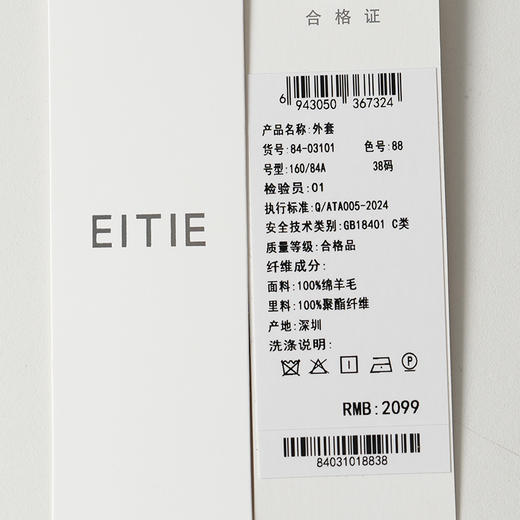 EITIE
合格证
6 943050 367324
产品名称:外套
货号:84-03101 色号:88
号型:160/84A 38码
检验员:01
执行标准:Q/ATA005-2024
安全技术类别:GB18401 C类
质量等级:合格品
纤维成分:
面料:100%绵羊毛
里料:100%聚酯纤维
产地:深圳
洗涤说明:
P
RMB:2099
84031018838